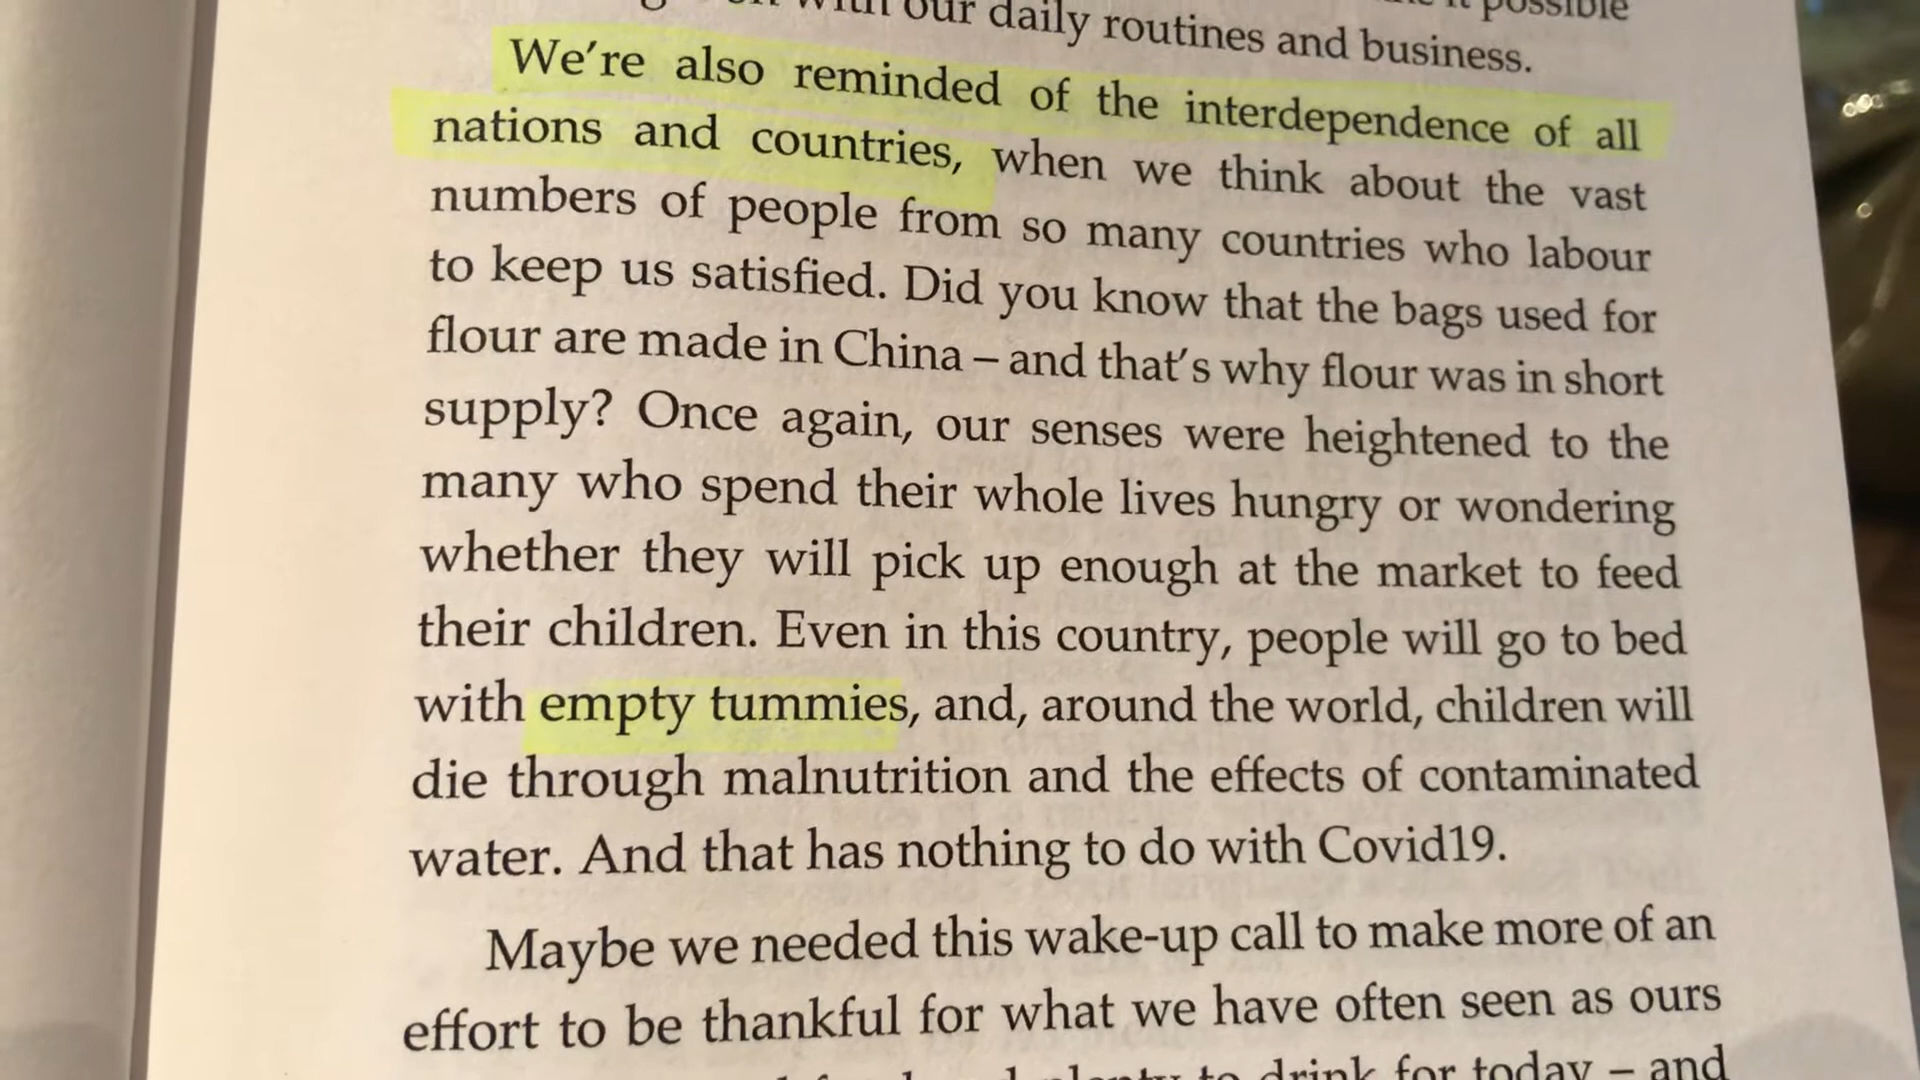 with our daily routines and business.
We're also reminded of the interdependence of all
nations and countries, when we think about the vast
numbers of people from so many countries who labour
to keep us satisfied. Did you know that the bags used for
flour are made in China – and that's why flour was in short
supply? Once again, our senses were heightened to the
many who spend their whole lives hungry or wondering
whether they will pick up enough at the market to feed
their children. Even in this country, people will go to bed
with empty tummies, and, around the world, children will
die through malnutrition and the effects of contaminated
water. And that has nothing to do with Covid19.
Maybe we needed this wake-up call to make more of an
effort to be thankful for what we have often seen as ours
to drink for today – and